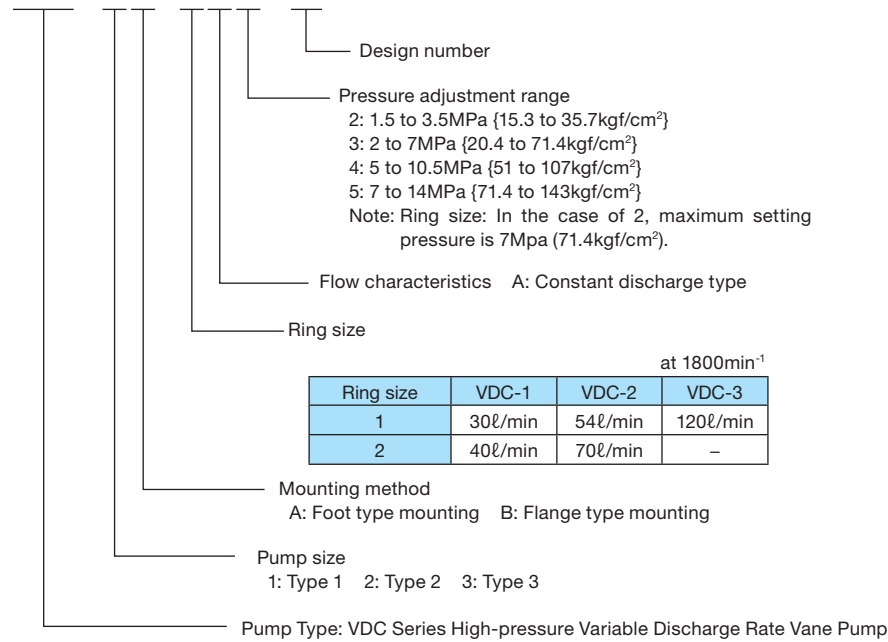 Design number
Pressure adjustment range
2: 1.5 to 3.5MPa {15.3 to 35.7kgf/cm²}
3: 2 to 7MPa {20.4 to 71.4kgf/cm²}
4: 5 to 10.5MPa {51 to 107kgf/cm²}
5: 7 to 14MPa {71.4 to 143kgf/cm²}
Note: Ring size: In the case of 2, maximum setting
pressure is 7Mpa (71.4kgf/cm²).
Flow characteristics A: Constant discharge type
Ring size
at 1800min⁻¹
Ring size VDC-1 VDC-2 VDC-3
1 30ℓ/min 54ℓ/min 120ℓ/min
2 40ℓ/min 70ℓ/min –
Mounting method
A: Foot type mounting B: Flange type mounting
Pump size
1: Type 1 2: Type 2 3: Type 3
Pump Type: VDC Series High-pressure Variable Discharge Rate Vane Pump